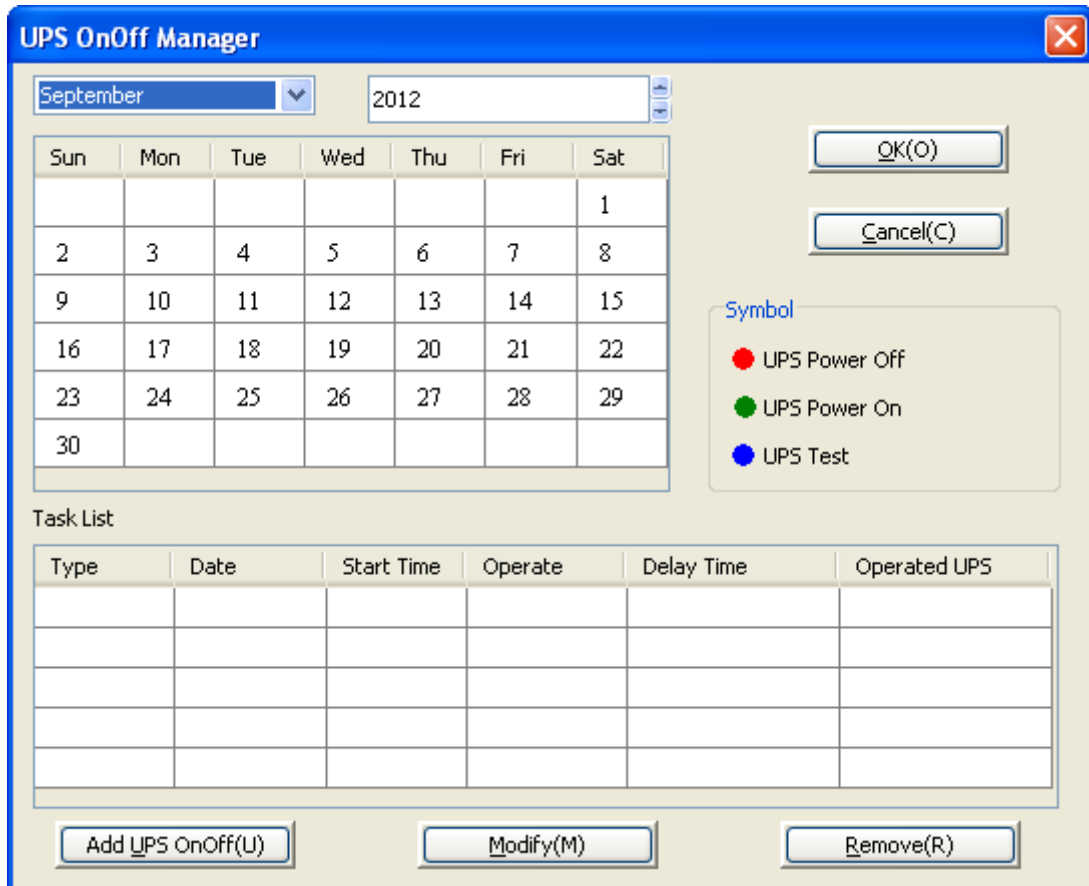 UPS OnOff Manager
September 2012
Sun Mon Tue Wed Thu Fri Sat
1
2 3 4 5 6 7 8
9 10 11 12 13 14 15
16 17 18 19 20 21 22
23 24 25 26 27 28 29
30
OK(O)
Cancel(C)
Symbol
UPS Power Off
UPS Power On
UPS Test
Task List
Type Date Start Time Operate Delay Time Operated UPS
Add UPS OnOff(U) Modify(M) Remove(R)